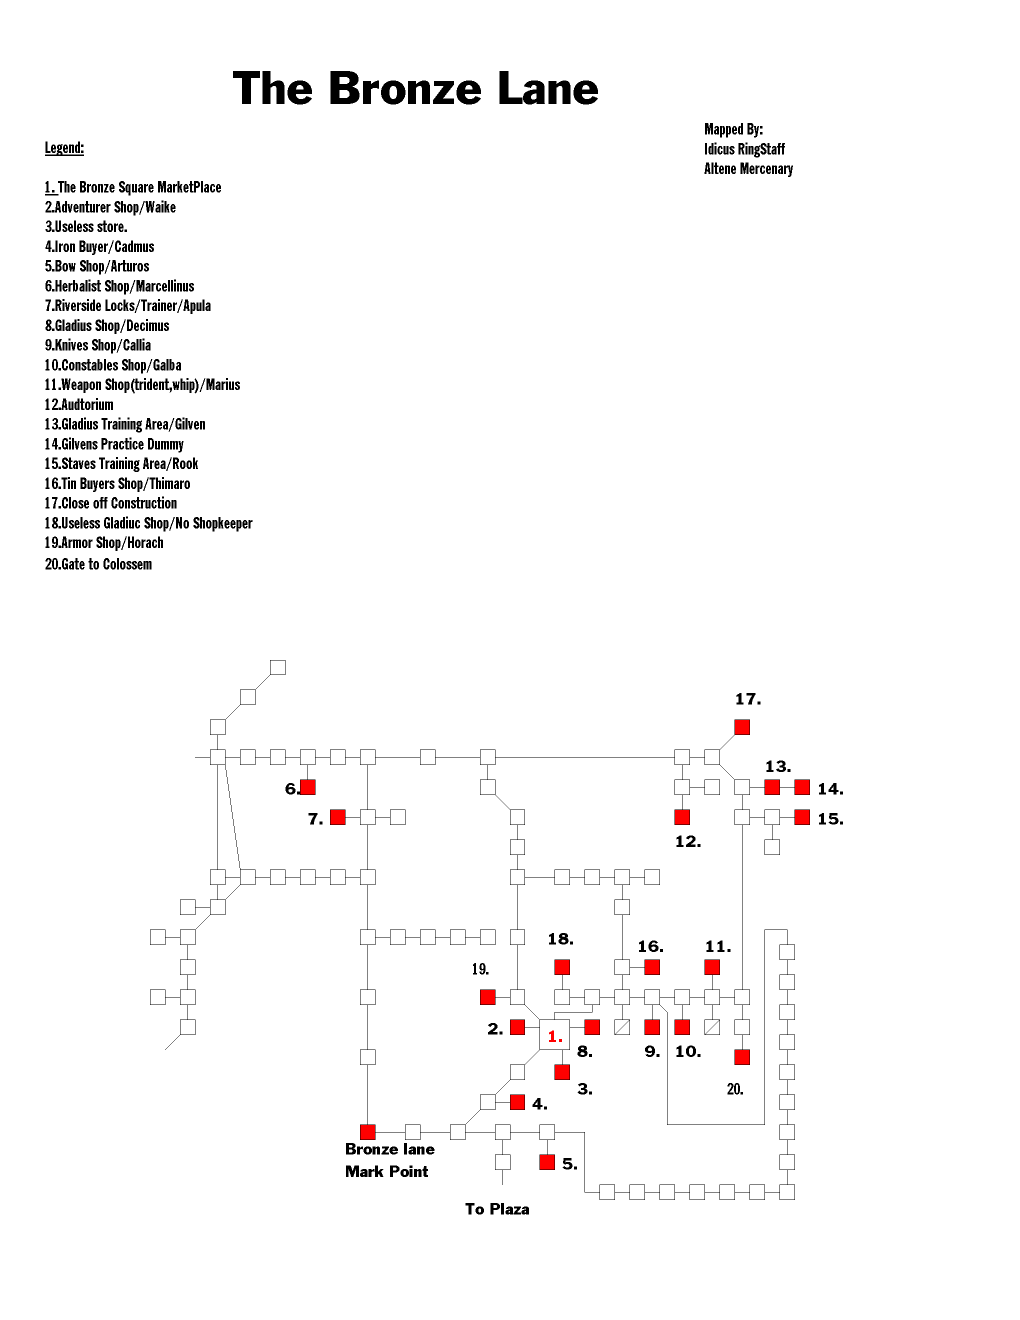 The Bronze Lane
Mapped By:
Idicus RingStaff
Altene Mercenary
Legend:
1. The Bronze Square MarketPlace
2.Adventurer Shop/Waike
3.Useless store.
4.Iron Buyer/Cadmus
5.Bow Shop/Arturos
6.Herbalist Shop/Marcellinus
7.Riverside Locks/Trainer/Apula
8.Gladius Shop/Decimus
9.Knives Shop/Callia
10.Constables Shop/Galba
11.Weapon Shop(trident,whip)/Marius
12.Audtorium
13.Gladius Training Area/Gilven
14.Gilvens Practice Dummy
15.Staves Training Area/Rook
16.Tin Buyers Shop/Thimaro
17.Close off Construction
18.Useless Gladiuc Shop/No Shopkeeper
19.Armor Shop/Horach
20.Gate to Colossem
17.
13.
6.
14.
7.
15.
12.
18.
16.
11.
19.
2.
1.
8.
9.
10.
3.
20.
4.
Bronze lane
Mark Point
5.
To Plaza